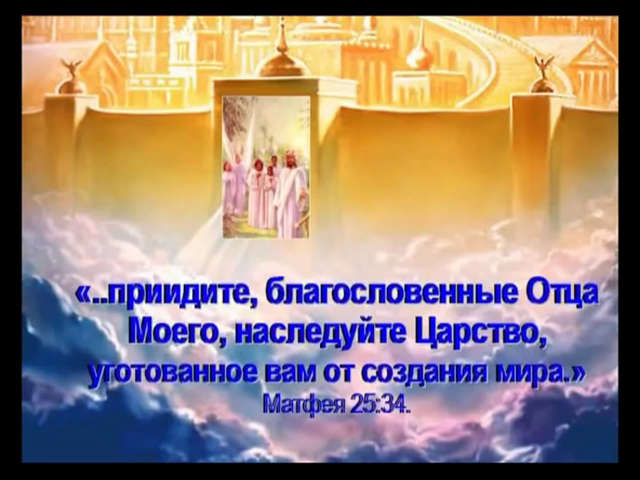 «..приидите, благословенные Отца
Моего, наследуйте Царство,
уготованное вам от создания мира.»
Матфея 25:34.